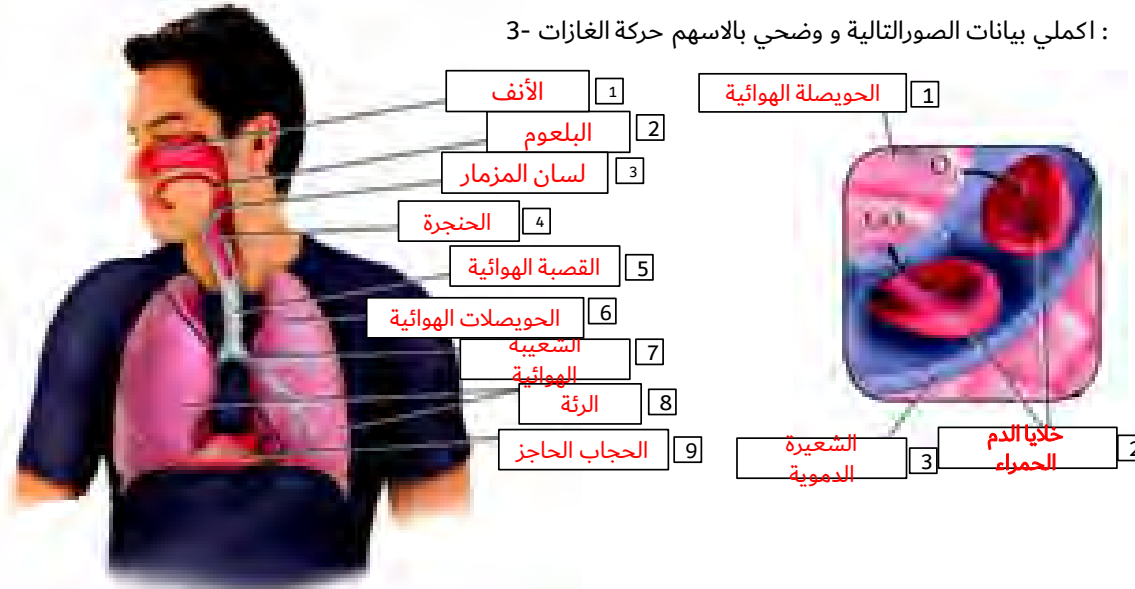 3- اكملي بيانات الصورالتالية و وضحي بالاسهم حركة الغازات :
1 الأنف
2 البلعوم
3 لسان المزمار
4 الحنجرة
5 القصبة الهوائية
6 الحويصلات الهوائية
7 الشعيبة
الهوائية
8 الرئة
9 الحجاب الحاجز
1 الحويصلة الهوائية
O₂
CO₂
2 خلايا الدم
الحمراء
3 الشعيرة
الدموية